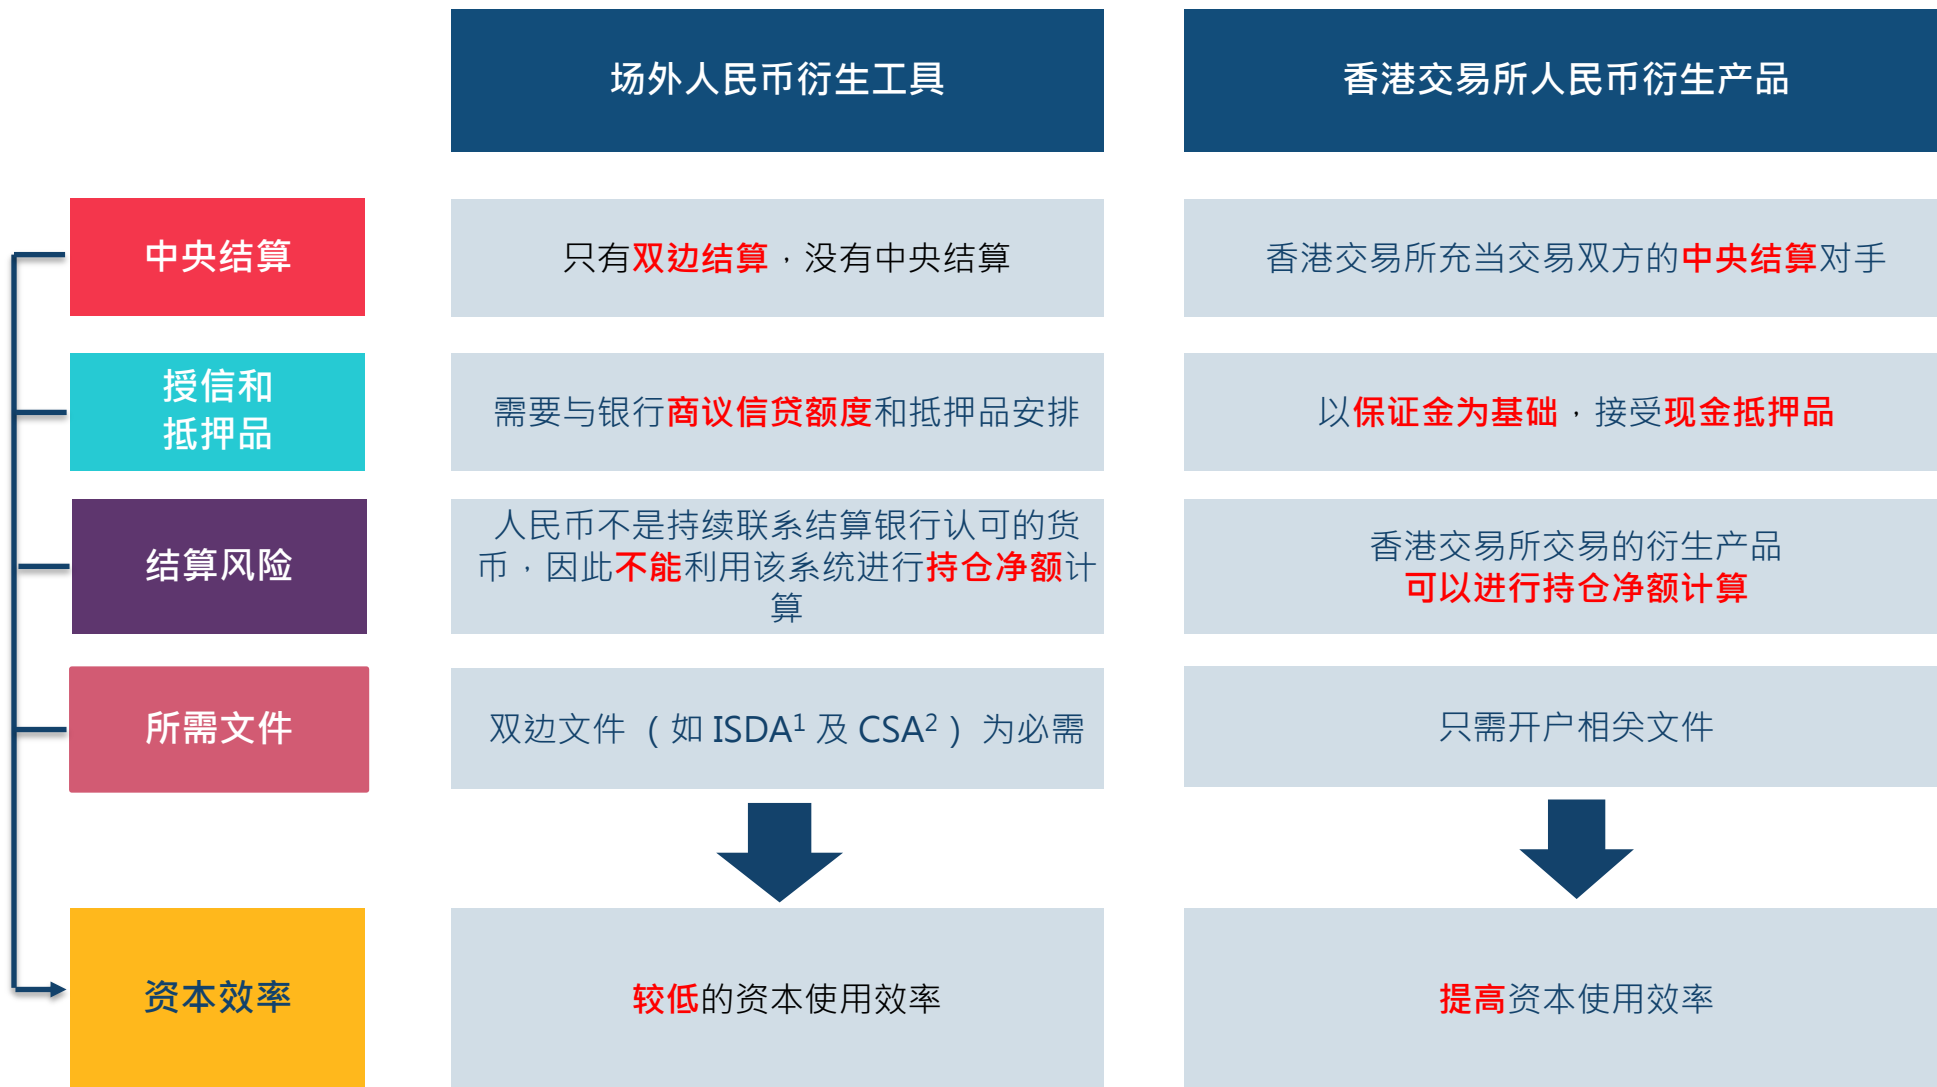 场外人民币衍生工具
香港交易所人民币衍生产品
中央结算
只有双边结算，没有中央结算
香港交易所充当交易双方的中央结算对手
授信和
抵押品
需要与银行商议信贷额度和抵押品安排
以保证金为基础，接受现金抵押品
结算风险
人民币不是持续联系结算银行认可的货
币，因此不能利用该系统进行持仓净额计
算
香港交易所交易的衍生产品
可以进行持仓净额计算
所需文件
双边文件（如 ISDA¹ 及 CSA²）为必需
只需开户相关文件
资本效率
较低的资本使用效率
提高资本使用效率